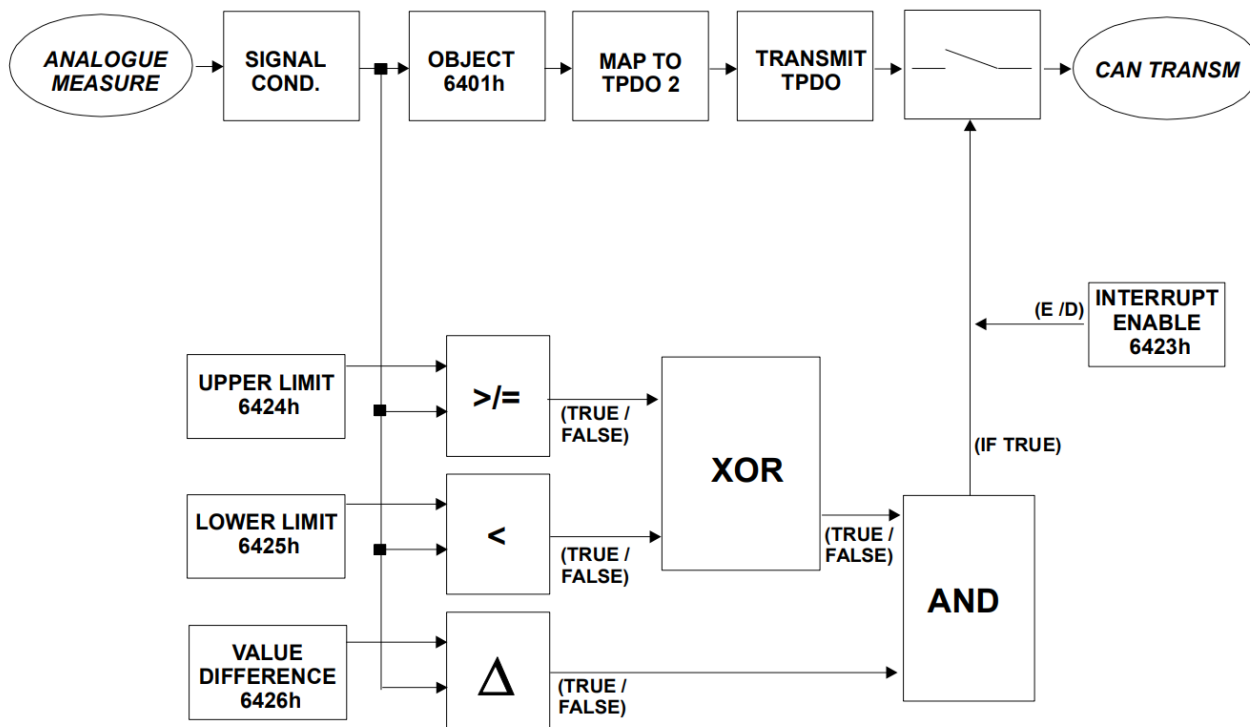 ANALOGUE
MEASURE
SIGNAL
COND.
OBJECT
6401h
MAP TO
TPDO 2
TRANSMIT
TPDO
CAN TRANSM
(E /D)
INTERRUPT
ENABLE
6423h
UPPER LIMIT
6424h
>/=
(TRUE /
FALSE)
XOR
(IF TRUE)
LOWER LIMIT
6425h
<
(TRUE /
FALSE)
(TRUE /
FALSE)
AND
VALUE
DIFFERENCE
6426h
Δ
(TRUE /
FALSE)